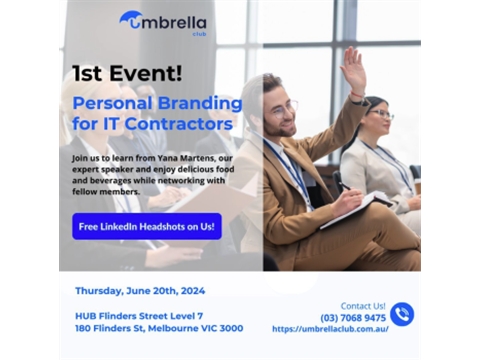 umbrella
club
1st Event!
Personal Branding
for IT Contractors
Join us to learn from Yana Martens, our
expert speaker and enjoy delicious food
and beverages while networking with
fellow members.
Free LinkedIn Headshots on Us!
Thursday, June 20th, 2024
HUB Flinders Street Level 7
180 Flinders St, Melbourne VIC 3000
Contact Us!
(03) 7068 9475
https://umbrellaclub.com.au/